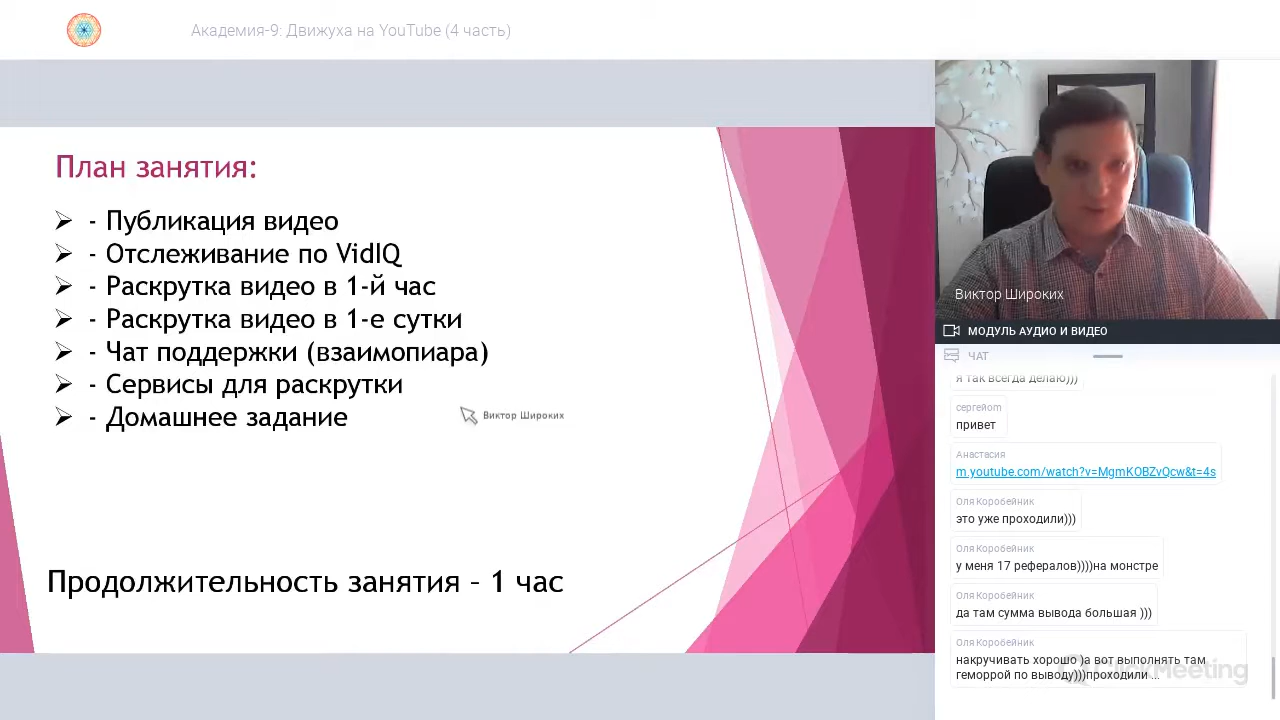 Академия-9: Движуха на YouTube (4 часть)
План занятия:
- Публикация видео
- Отслеживание по VidIQ
- Раскрутка видео в 1-й час
- Раскрутка видео в 1-е сутки
- Чат поддержки (взаимопиара)
- Сервисы для раскрутки
- Домашнее задание
Виктор Широких
Продолжительность занятия – 1 час
Виктор Широких
МОДУЛЬ АУДИО И ВИДЕО
ЧАТ
я так всегда делаю)))
сергейom
привет
Анастасия
m.youtube.com/watch?v=MgmKOBZvQcw&t=4s
Оля Коробейник
это уже проходили)))
Оля Коробейник
у меня 17 рефералов))))на монстре
Оля Коробейник
да там сумма вывода большая )))
Оля Коробейник
накручивать хорошо )а вот выполнять там
геморрой по выводу)))проходили ...
ClickMeeting